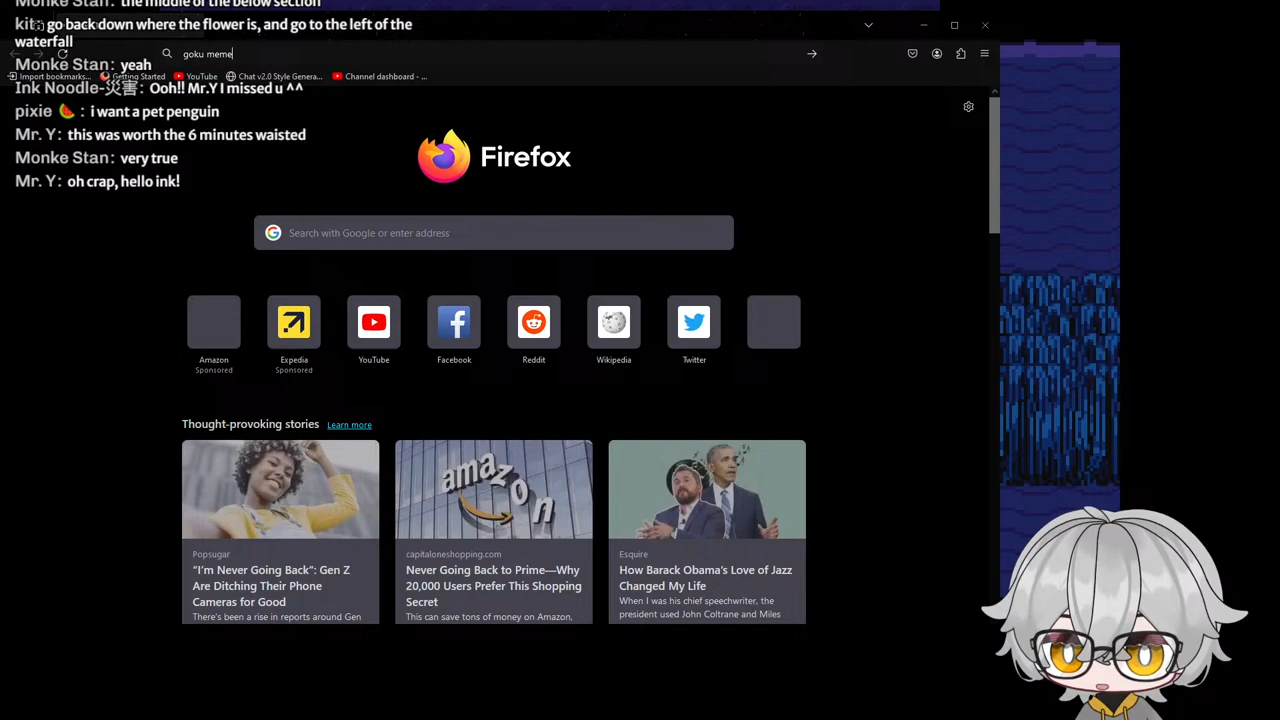 Monke Stan: the middle of the below section
kit: go back down where the flower is, and go to the left of the
waterfall
Monke Stan: yeah
Ink Noodle-災害: Ooh!! Mr.Y I missed u ^^
pixie 🍉 : i want a pet penguin
Mr. Y: this was worth the 6 minutes waisted
Monke Stan: very true
Mr. Y: oh crap, hello ink!
goku meme
Import bookmarks...
Getting Started
YouTube
Chat v2.0 Style Genera...
Channel dashboard - ...
Firefox
Search with Google or enter address
Amazon
Sponsored
Expedia
Sponsored
YouTube
Facebook
Reddit
Wikipedia
Twitter
Thought-provoking stories Learn more
amazon
Popsugar
“I’m Never Going Back”: Gen Z
Are Ditching Their Phone
Cameras for Good
There’s been a rise in reports around Gen
capitaloneshopping.com
Never Going Back to Prime—Why
20,000 Users Prefer This Shopping
Secret
This can save tons of money on Amazon,
Esquire
How Barack Obama’s Love of Jazz
Changed My Life
When I was his chief speechwriter, the
president used John Coltrane and Miles